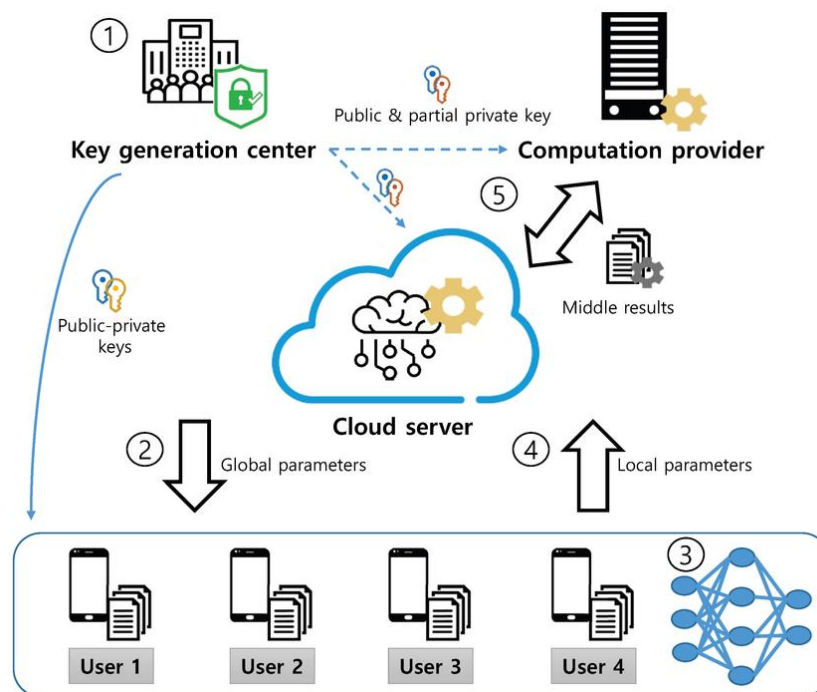 ①
Public & partial private key
Key generation center
Computation provider
⑤
Public-private
keys
Middle results
Cloud server
②
Global parameters
④
Local parameters
③
User 1
User 2
User 3
User 4